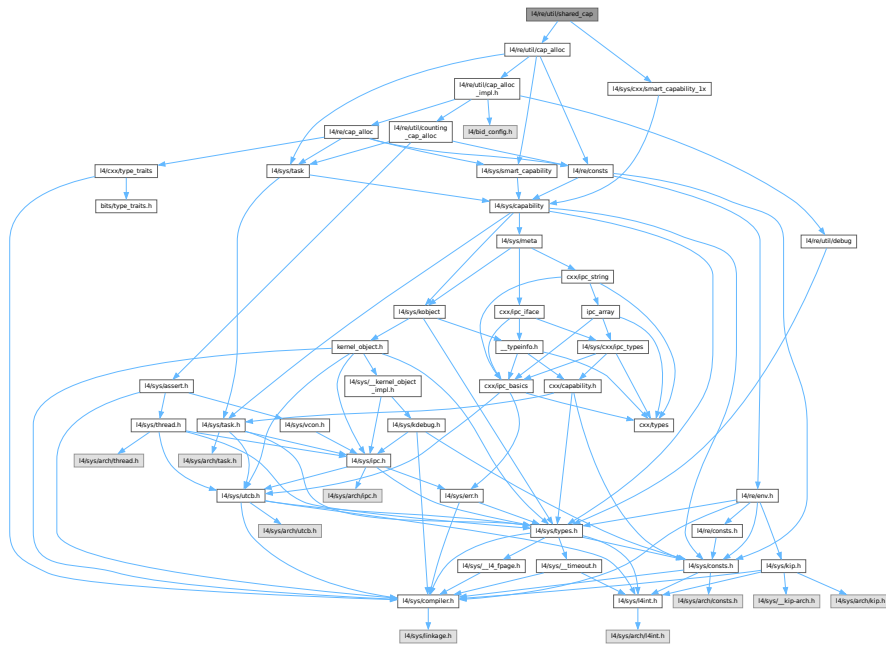 l4/re/util/shared_cap
l4/re/util/cap_alloc
l4/re/util/cap_alloc
_impl.h
l4/sys/cxx/smart_capability_1x
l4/re/cap_alloc
l4/re/util/counting
_cap_alloc
l4/bid_config.h
l4/cxx/type_traits
l4/sys/task
l4/sys/smart_capability
l4/re/consts
bits/type_traits.h
l4/sys/capability
l4/sys/meta
l4/re/util/debug
cxx/ipc_string
l4/sys/kobject
cxx/ipc_iface
ipc_array
kernel_object.h
__typeinfo.h
l4/sys/cxx/ipc_types
l4/sys/assert.h
l4/sys/__kernel_object
_impl.h
cxx/ipc_basics
cxx/capability.h
l4/sys/thread.h
l4/sys/task.h
l4/sys/vcon.h
l4/sys/kdebug.h
cxx/types
l4/sys/arch/thread.h
l4/sys/arch/task.h
l4/sys/ipc.h
l4/sys/utcb.h
l4/sys/arch/ipc.h
l4/sys/err.h
l4/re/env.h
l4/sys/arch/utcb.h
l4/sys/types.h
l4/re/consts.h
l4/sys/__l4_fpage.h
l4/sys/__timeout.h
l4/sys/consts.h
l4/sys/kip.h
l4/sys/compiler.h
l4/sys/l4int.h
l4/sys/arch/consts.h
l4/sys/__kip-arch.h
l4/sys/arch/kip.h
l4/sys/linkage.h
l4/sys/arch/l4int.h